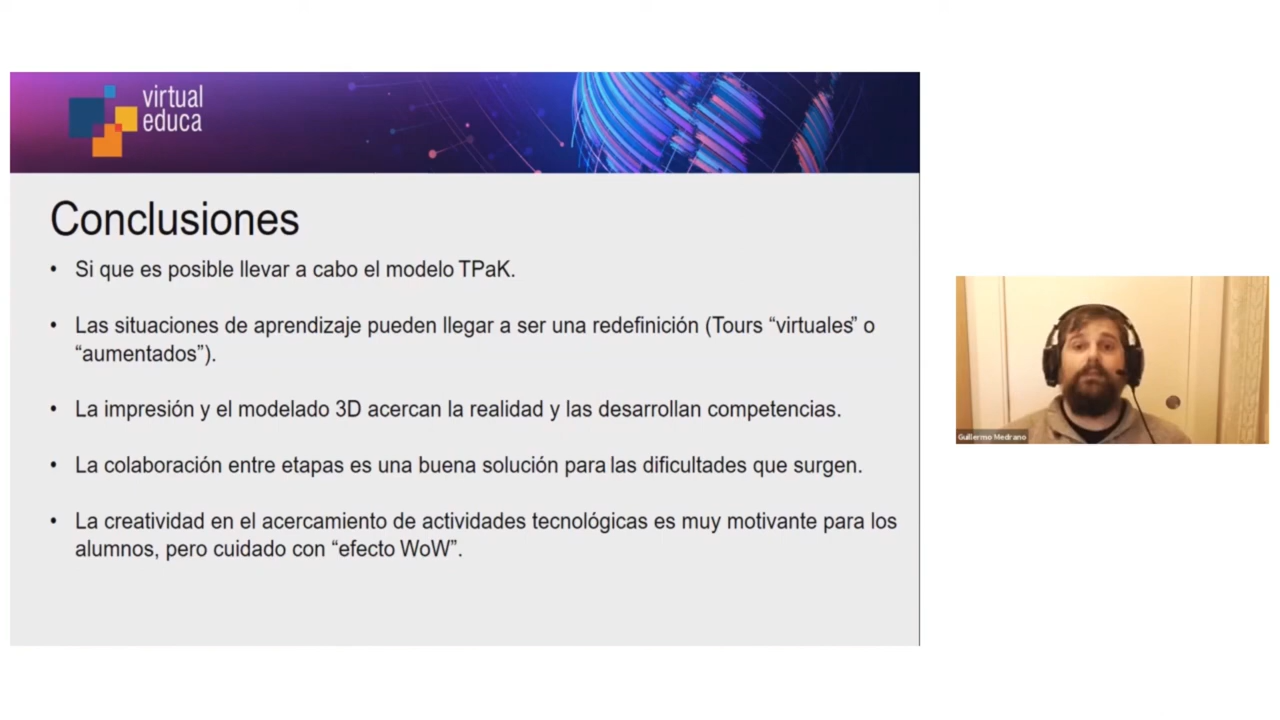 virtual
educa
Conclusiones
• Si que es posible llevar a cabo el modelo TPaK.
• Las situaciones de aprendizaje pueden llegar a ser una redefinición (Tours “virtuales” o
“aumentados”).
• La impresión y el modelado 3D acercan la realidad y las desarrollan competencias.
• La colaboración entre etapas es una buena solución para las dificultades que surgen.
• La creatividad en el acercamiento de actividades tecnológicas es muy motivante para los
alumnos, pero cuidado con “efecto WoW”.
Guillermo Medrano